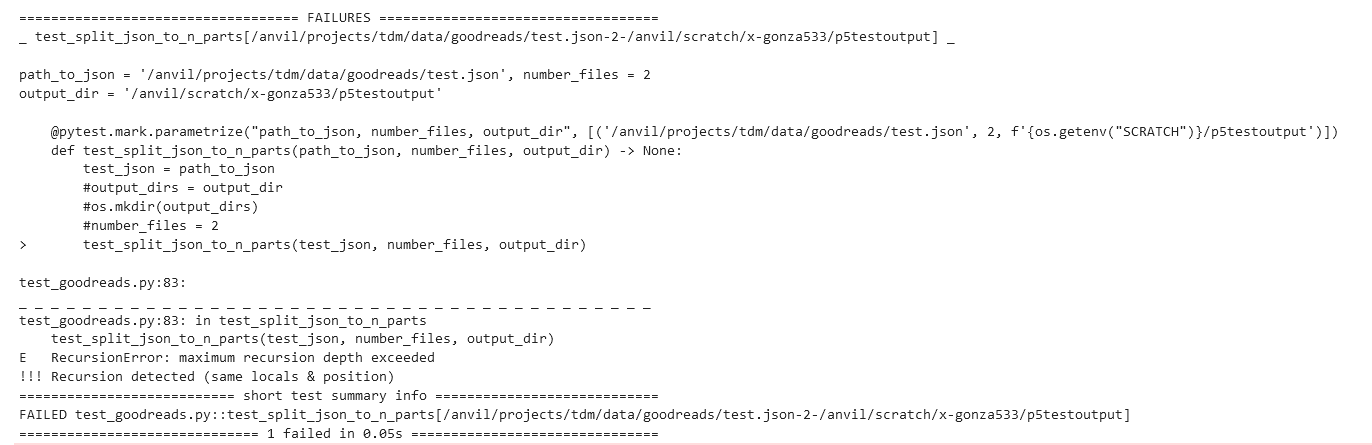 =================================== FAILURES ===================================
_ test_split_json_to_n_parts[/anvil/projects/tdm/data/goodreads/test.json-2-/anvil/scratch/x-gonza533/p5testoutput] _

path_to_json = '/anvil/projects/tdm/data/goodreads/test.json', number_files = 2
output_dir = '/anvil/scratch/x-gonza533/p5testoutput'

    @pytest.mark.parametrize("path_to_json, number_files, output_dir", [('/anvil/projects/tdm/data/goodreads/test.json', 2, f'{os.getenv("SCRATCH")}/p5testoutput')])
    def test_split_json_to_n_parts(path_to_json, number_files, output_dir) -> None:
        test_json = path_to_json
        #output_dirs = output_dir
        #os.mkdir(output_dirs)
        #number_files = 2
>       test_split_json_to_n_parts(test_json, number_files, output_dir)

test_goodreads.py:83:
_ _ _ _ _ _ _ _ _ _ _ _ _ _ _ _ _ _ _ _ _ _ _ _ _ _ _ _ _ _ _ _ _ _ _ _ _ _ _ _
test_goodreads.py:83: in test_split_json_to_n_parts
    test_split_json_to_n_parts(test_json, number_files, output_dir)
E   RecursionError: maximum recursion depth exceeded
!!! Recursion detected (same locals & position)
=========================== short test summary info ============================
FAILED test_goodreads.py::test_split_json_to_n_parts[/anvil/projects/tdm/data/goodreads/test.json-2-/anvil/scratch/x-gonza533/p5testoutput]
============================== 1 failed in 0.05s ===============================